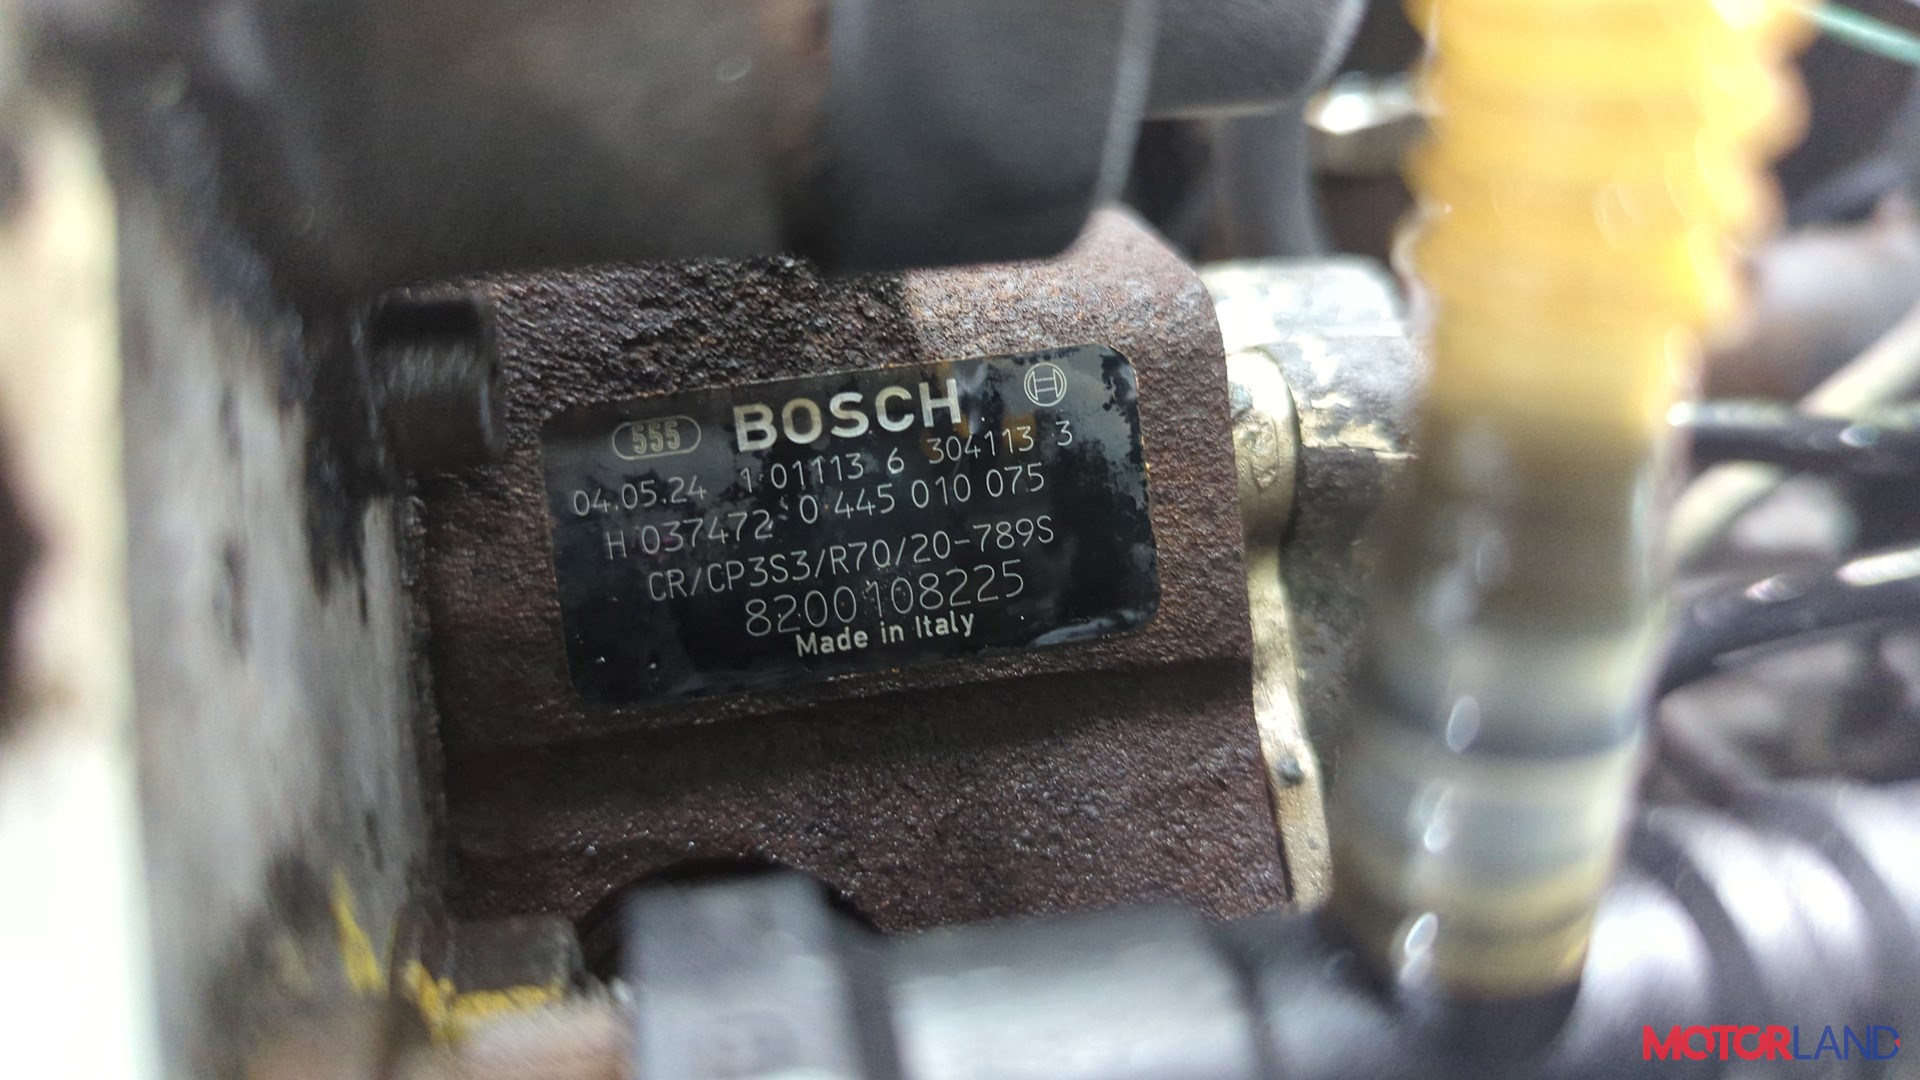 555 BOSCH
04.05.24 1 01113 6 304113 3
H 037472 0 445 010 075
CR/CP3S3/R70/20-789S
8200108225
Made in Italy
MOTORLAND